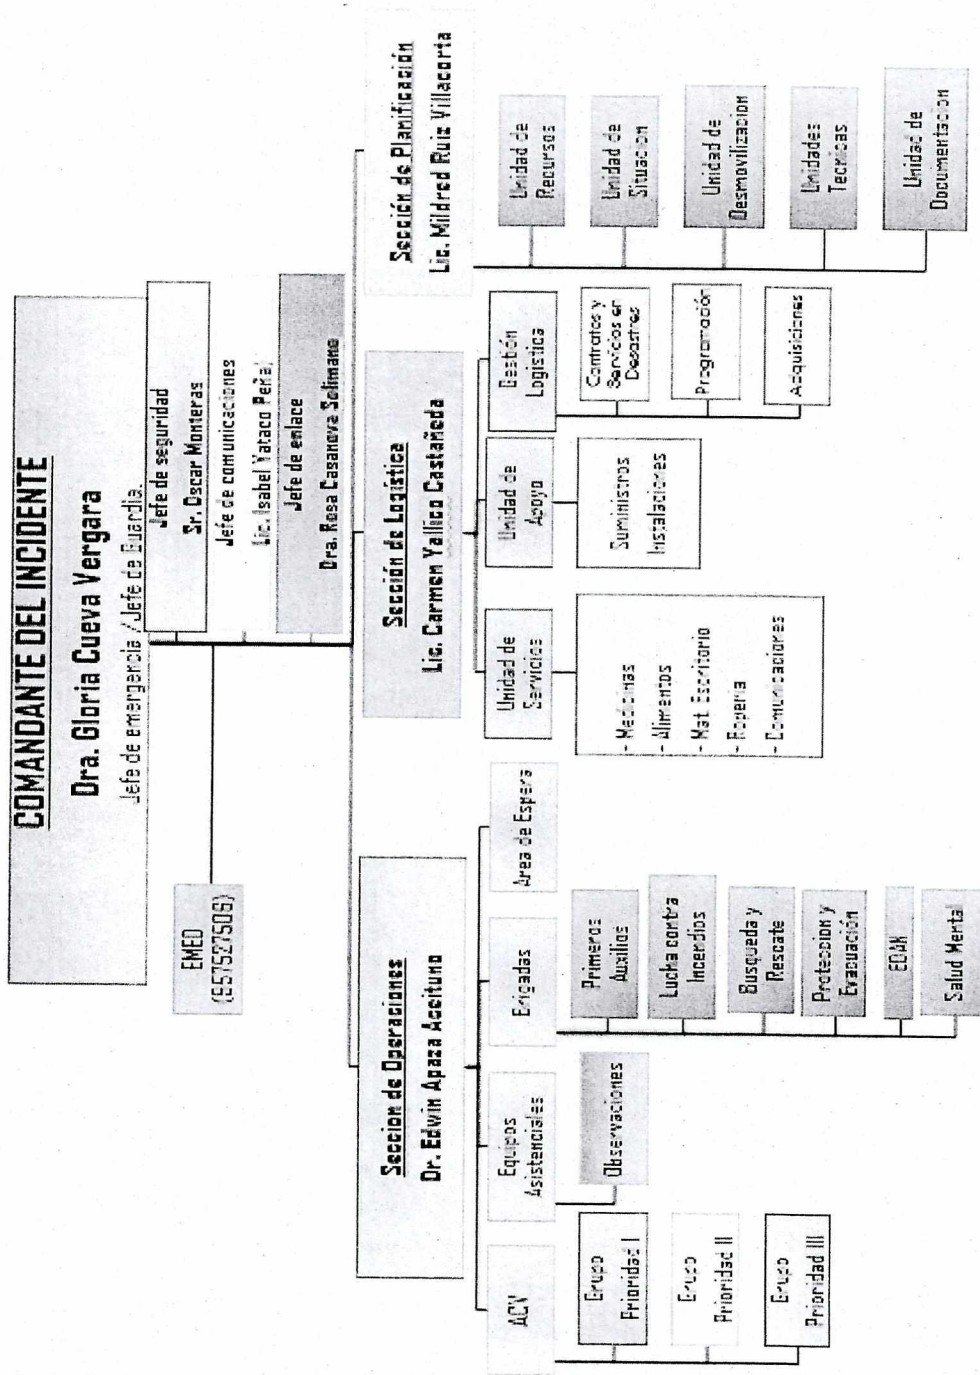 COMANDANTE DEL INCIDENTE
Dra. Gloria Cueva Vergara
Jefe de emergencia /Jefe de Guardia.
EMED
(957527506)
Jefe de seguridad
Sr. Oscar Monteras
Jefe de comunicaciones
Lic. Isabel Yataco Peña
Jefe de enlace
Dra. Rosa Casanova Solimano
Seccion de Operaciones
Dr. Edwin Apaza Aceituno
ACV
Grupo
Prioridad I
Grupo
Prioridad II
Grupo
Prioridad III
Equipos
Asistenciales
Observaciones
Brigadas
Primeros
Auxilios
Lucha contra
Incendios
Busqueda y
Rescate
Proteccion y
Evacuacion
EDAN
Salud Mental
Area de Espera
Sección de Logística
Lic. Carmen Yallico Castañeda
Unidad de
Servicios
- Medicinas
- Alimentos
- Mat. Escritorio
- Roperia
- Comunicaciones
Unidad de
Apoyo
Suministros
Instalaciones
Gestión
Logistica
Contratos y
Servicios en
Desastres
Programación
Adquisiciones
Sección de Planificación
Lic. Mildred Ruiz Villacorta
Unidad de
Recursos
Unidad de
Situacion
Unidad de
Desmovilizacion
Unidades
Tecnicas
Unidad de
Documentacion